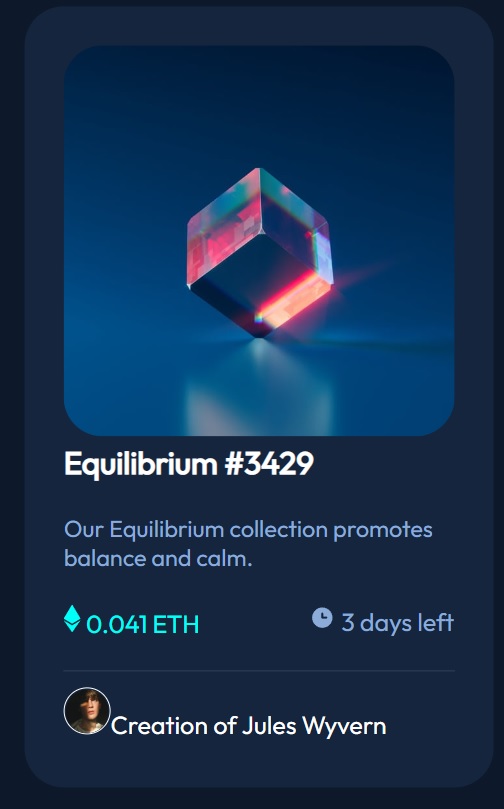 Equilibrium #3429
Our Equilibrium collection promotes
balance and calm.
0.041 ETH
3 days left
Creation of Jules Wyvern